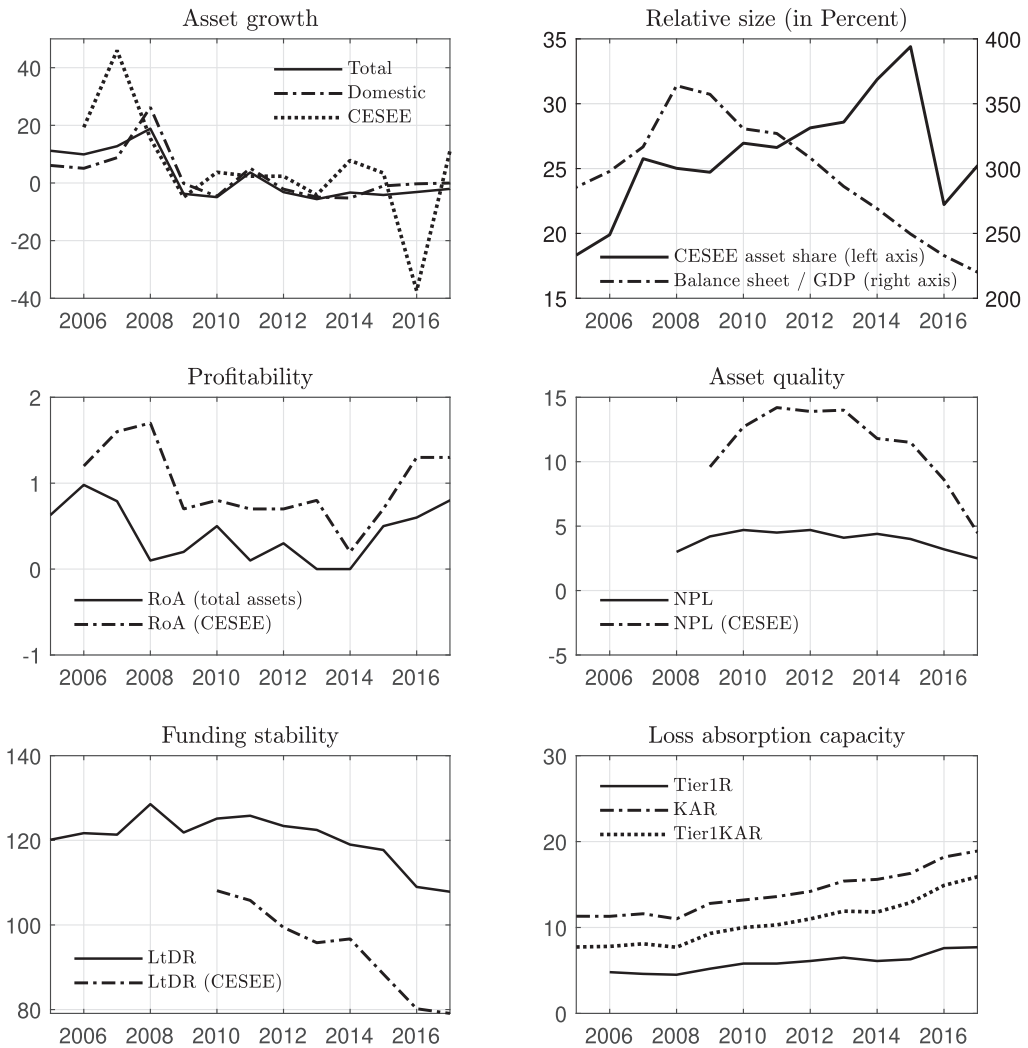 Asset growth
40
20
0
-20
-40
Total
Domestic
CESEE
2006 2008 2010 2012 2014 2016
Relative size (in Percent)
35
30
25
20
15
400
350
300
250
200
CESEE asset share (left axis)
Balance sheet / GDP (right axis)
2006 2008 2010 2012 2014 2016
Profitability
2
1
0
-1
RoA (total assets)
RoA (CESEE)
2006 2008 2010 2012 2014 2016
Asset quality
15
10
5
0
-5
NPL
NPL (CESEE)
2006 2008 2010 2012 2014 2016
Funding stability
140
120
100
80
LtDR
LtDR (CESEE)
2006 2008 2010 2012 2014 2016
Loss absorption capacity
30
20
10
0
Tier1R
KAR
Tier1KAR
2006 2008 2010 2012 2014 2016